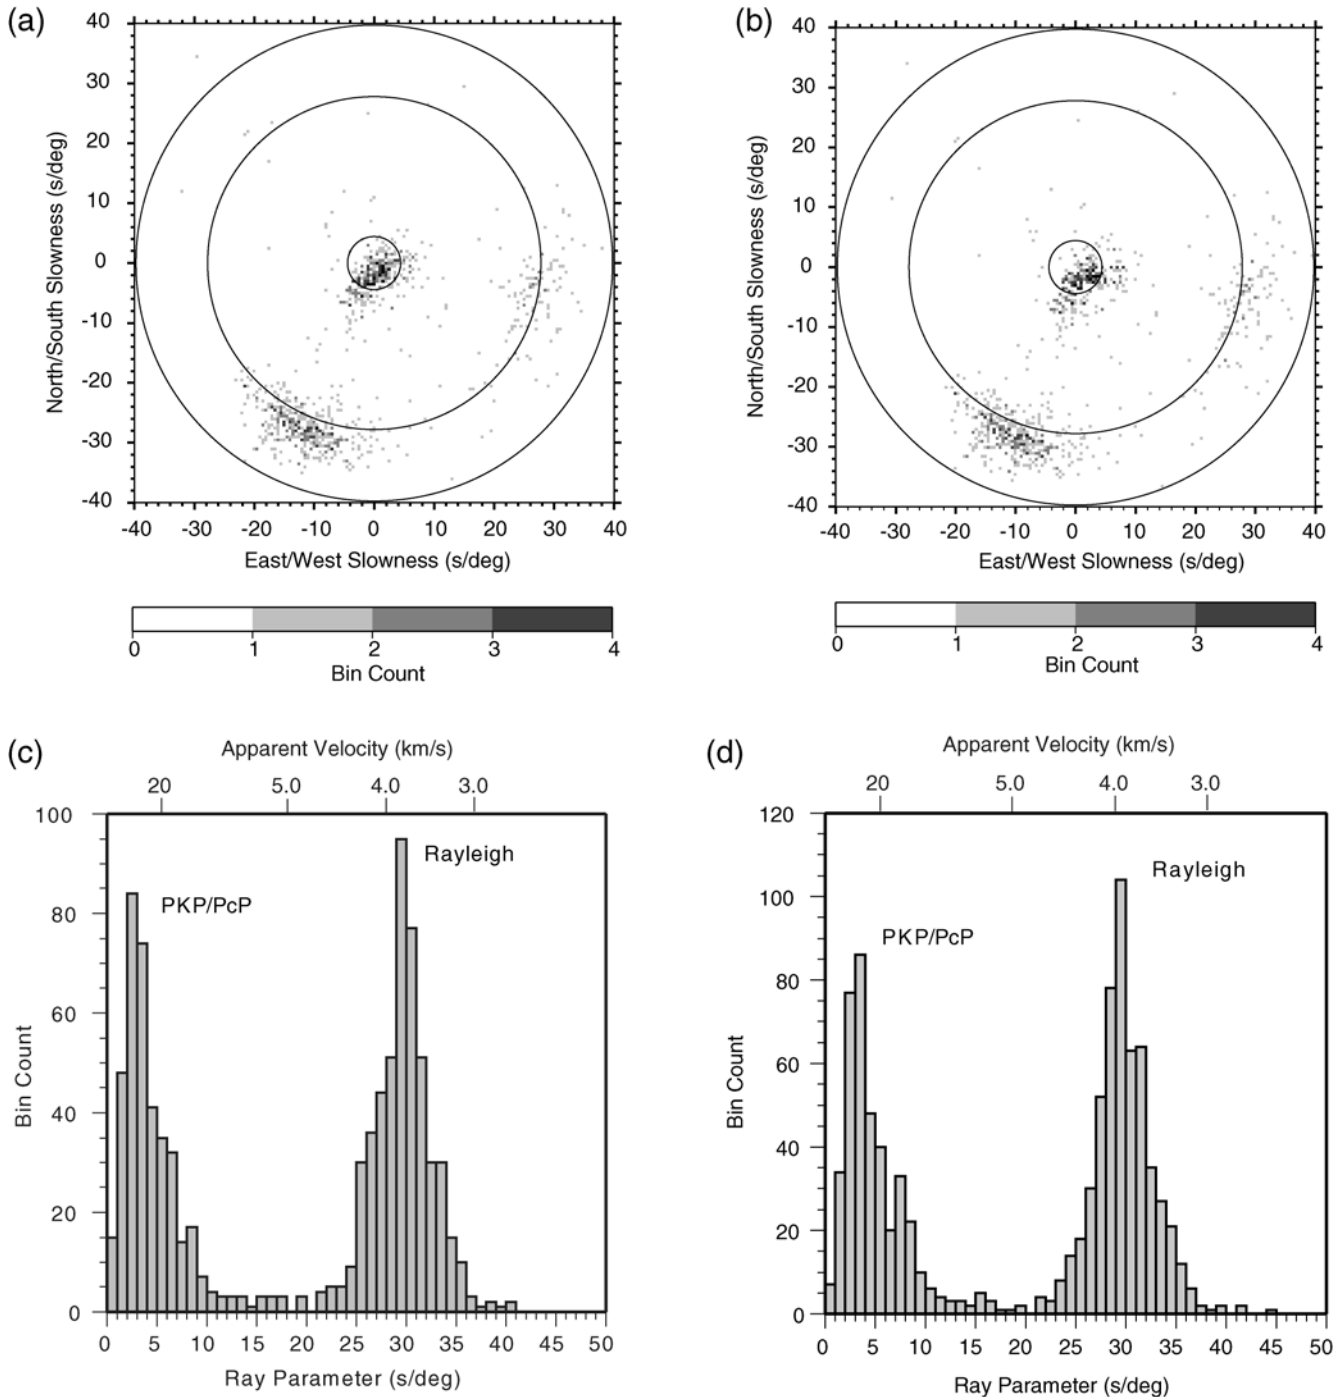 (a)
40
30
20
10
0
-10
-20
-30
-40
North/South Slowness (s/deg)
-40 -30 -20 -10 0 10 20 30 40
East/West Slowness (s/deg)
0 1 2 3 4
Bin Count
(b)
40
30
20
10
0
-10
-20
-30
-40
North/South Slowness (s/deg)
-40 -30 -20 -10 0 10 20 30 40
East/West Slowness (s/deg)
0 1 2 3 4
Bin Count
(c)
Apparent Velocity (km/s)
20 5.0 4.0 3.0
100
80
60
40
20
0
Bin Count
PKP/PcP
Rayleigh
0 5 10 15 20 25 30 35 40 45 50
Ray Parameter (s/deg)
(d)
Apparent Velocity (km/s)
20 5.0 4.0 3.0
120
100
80
60
40
20
0
Bin Count
PKP/PcP
Rayleigh
0 5 10 15 20 25 30 35 40 45 50
Ray Parameter (s/deg)